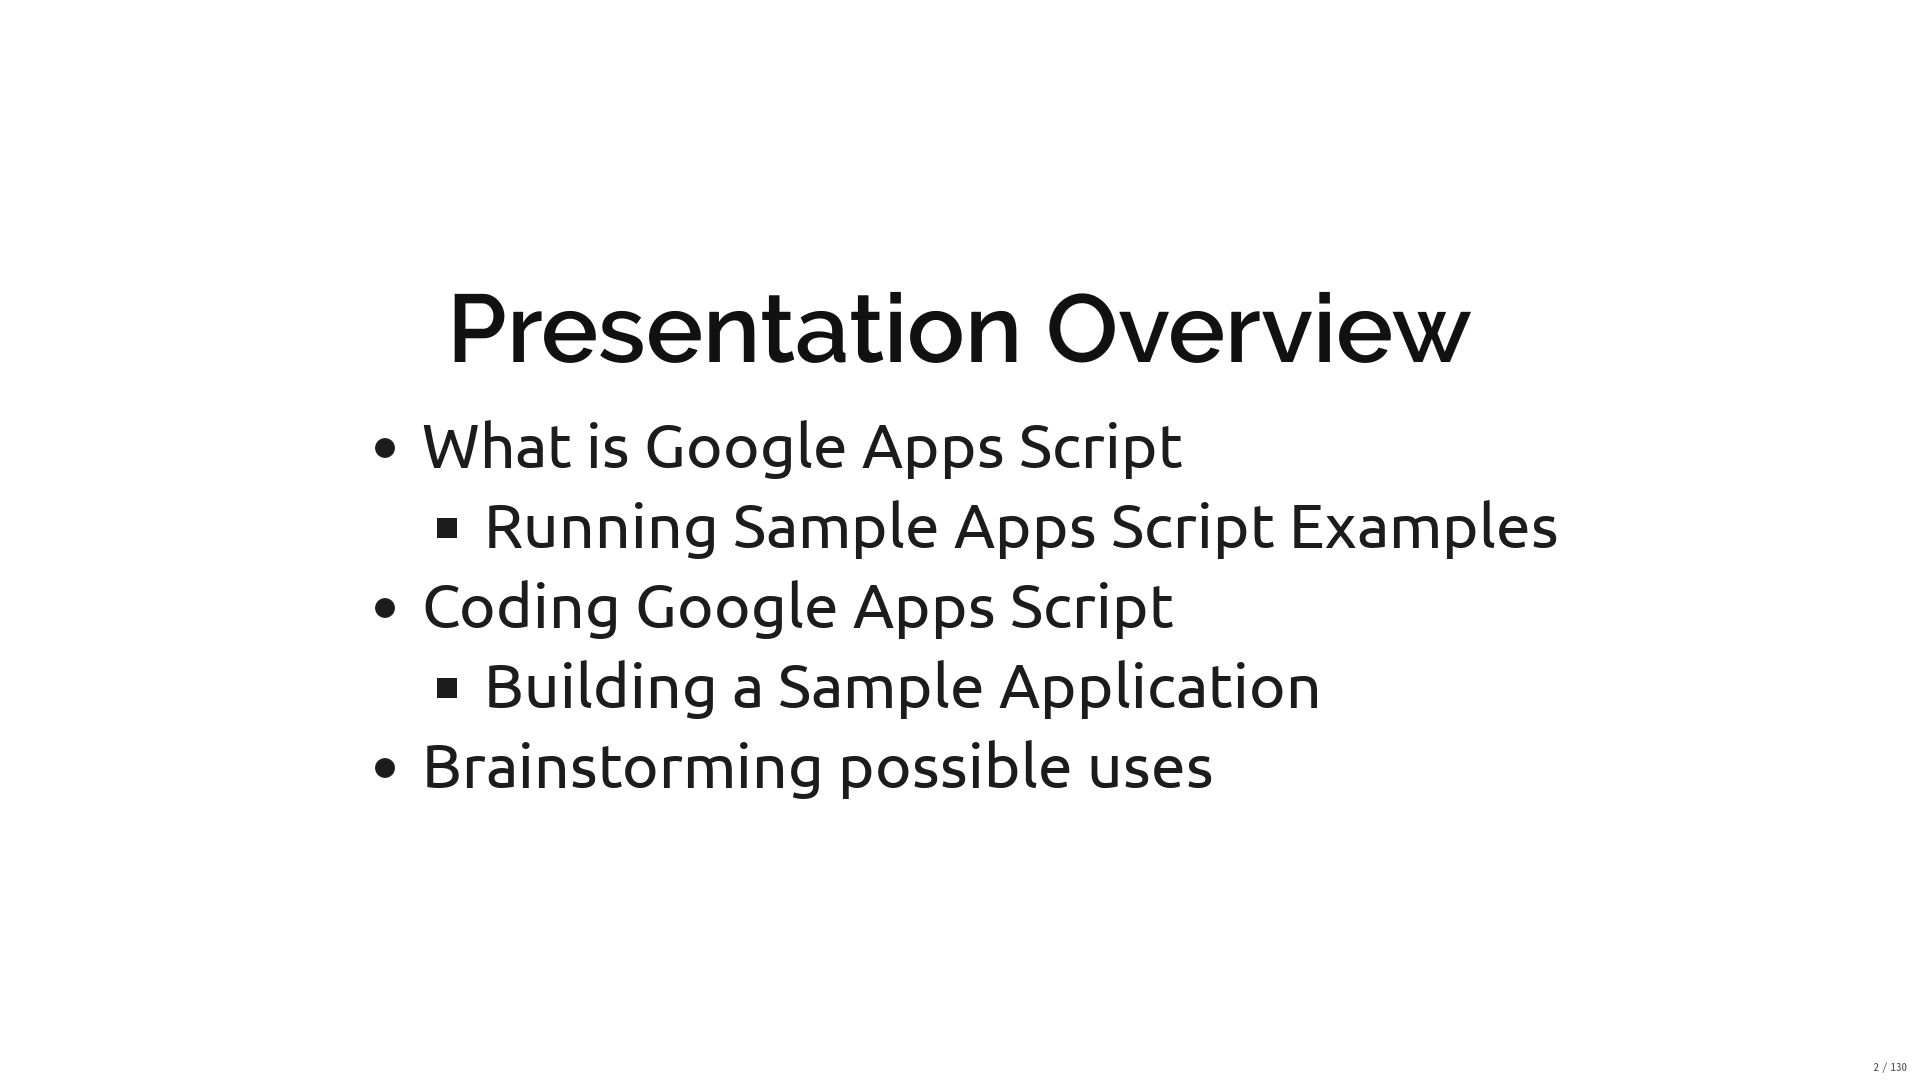 Presentation Overview
What is Google Apps Script
Running Sample Apps Script Examples
Coding Google Apps Script
Building a Sample Application
Brainstorming possible uses
2 / 130